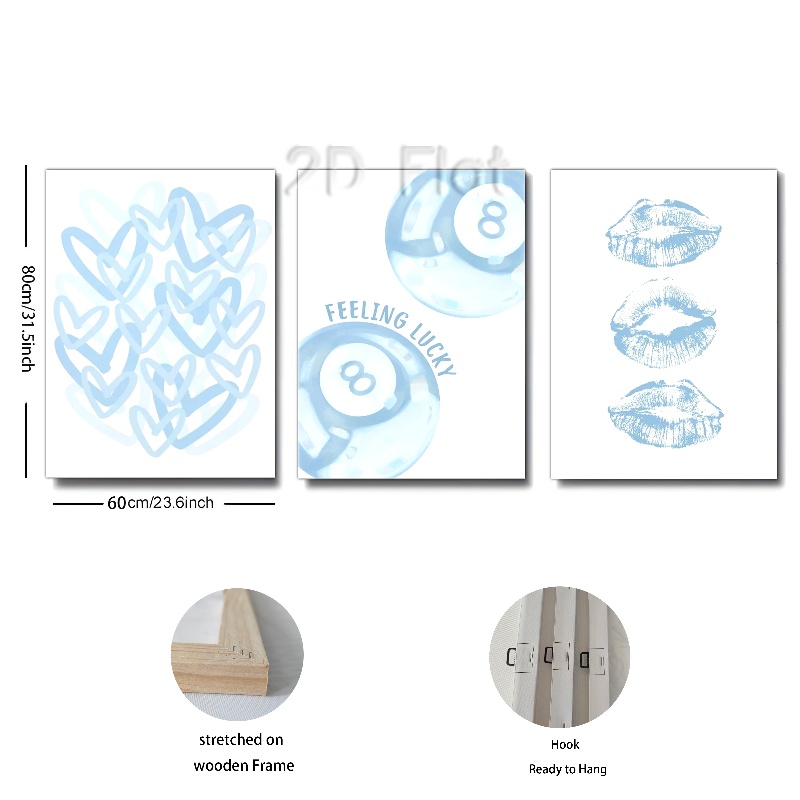 2D Flat
8
FEELING LUCKY
8
80cm/31.5inch
60cm/23.6inch
stretched on
wooden Frame
Hook
Ready to Hang